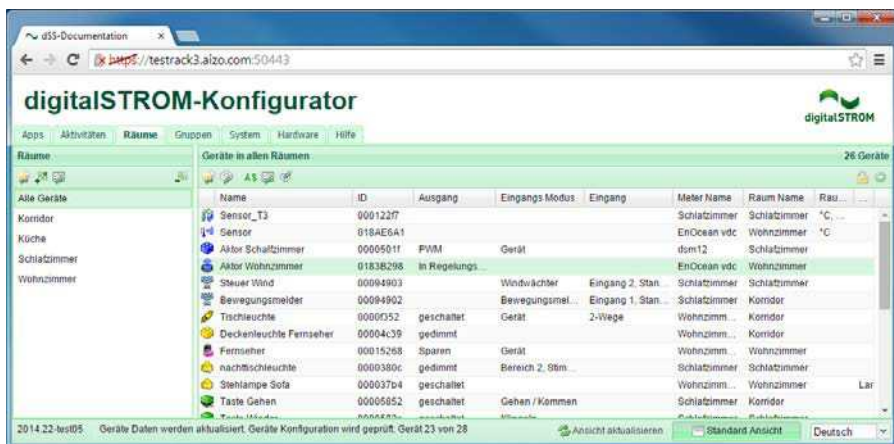 dSS-Documentation
https://testrack3.aizo.com:50443
digitalSTROM-Konfigurator
digitalSTROM
Apps Aktivitäten Räume Gruppen System Hardware Hilfe
Räume Geräte in allen Räumen 26 Geräte
Alle Geräte Name ID Ausgang Eingangs Modus Eingang Meter Name Raum Name Rau... ...
Korridor Sensor_T3 000122f7 Schlafzimmer Schlafzimmer °C, ...
Küche Sensor 018AE6A1 EnOcean vdc Wohnzimmer °C
Schlafzimmer Aktor Schalfzimmer 0000501f PWM Gerät dsm12 Schlafzimmer
Wohnzimmer Aktor Wohnzimmer 0183B298 In Regelungs... EnOcean vdc Wohnzimmer
Steuer Wind 00094903 Windwächter Eingang 2, Stan... Schlafzimmer Schlafzimmer
Bewegungsmelder 00094902 Bewegungsmel... Eingang 1, Stan... Schlafzimmer Korridor
Tischleuchte 0000f352 geschaltet Gerät 2-Wege Wohnzimm... Korridor
Deckenleuchte Fernseher 00004c39 gedimmt Wohnzimm... Korridor
Fernseher 00015268 Sparen Gerät Wohnzimm... Wohnzimmer
nachttischleuchte 0000380c gedimmt Bereich 2, Stim... Schlafzimmer Schlafzimmer
Stehlampe Sofa 000037b4 geschaltet Wohnzimm... Wohnzimmer Lar
Taste Gehen 00005852 geschaltet Gehen / Kommen Schlafzimmer Korridor
2014.22-test05 Geräte Daten werden aktualisiert. Geräte Konfiguration wird geprüft: Gerät 23 von 28 Ansicht aktualisieren Standard Ansicht Deutsch